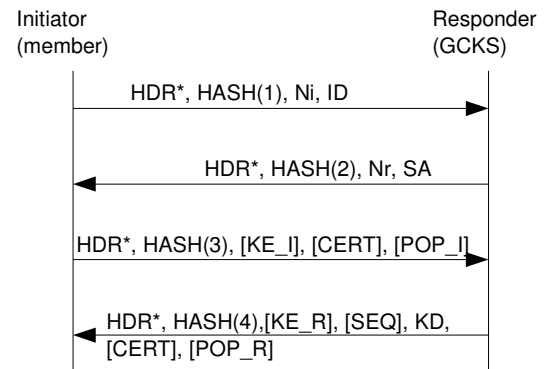 Initiator
(member)
Responder
(GCKS)
HDR*, HASH(1), Ni, ID
HDR*, HASH(2), Nr, SA
HDR*, HASH(3), [KE_I], [CERT], [POP_I]
HDR*, HASH(4),[KE_R], [SEQ], KD,
[CERT], [POP_R]